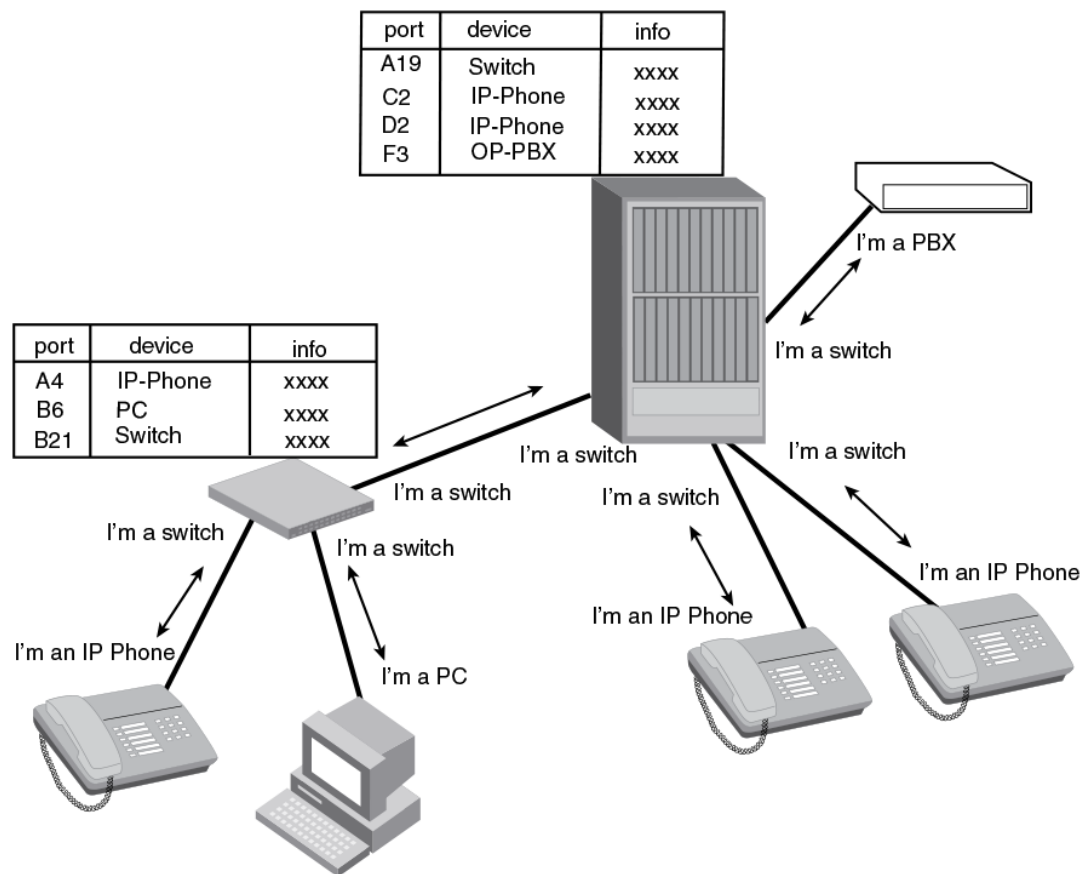 port device info
A19 Switch xxxx
C2 IP-Phone xxxx
D2 IP-Phone xxxx
F3 OP-PBX xxxx
I'm a PBX
I'm a switch
port device info
A4 IP-Phone xxxx
B6 PC xxxx
B21 Switch xxxx
I'm a switch
I'm a switch
I'm a switch
I'm a switch
I'm a switch
I'm a switch
I'm an IP Phone
I'm an IP Phone
I'm an IP Phone
I'm a PC